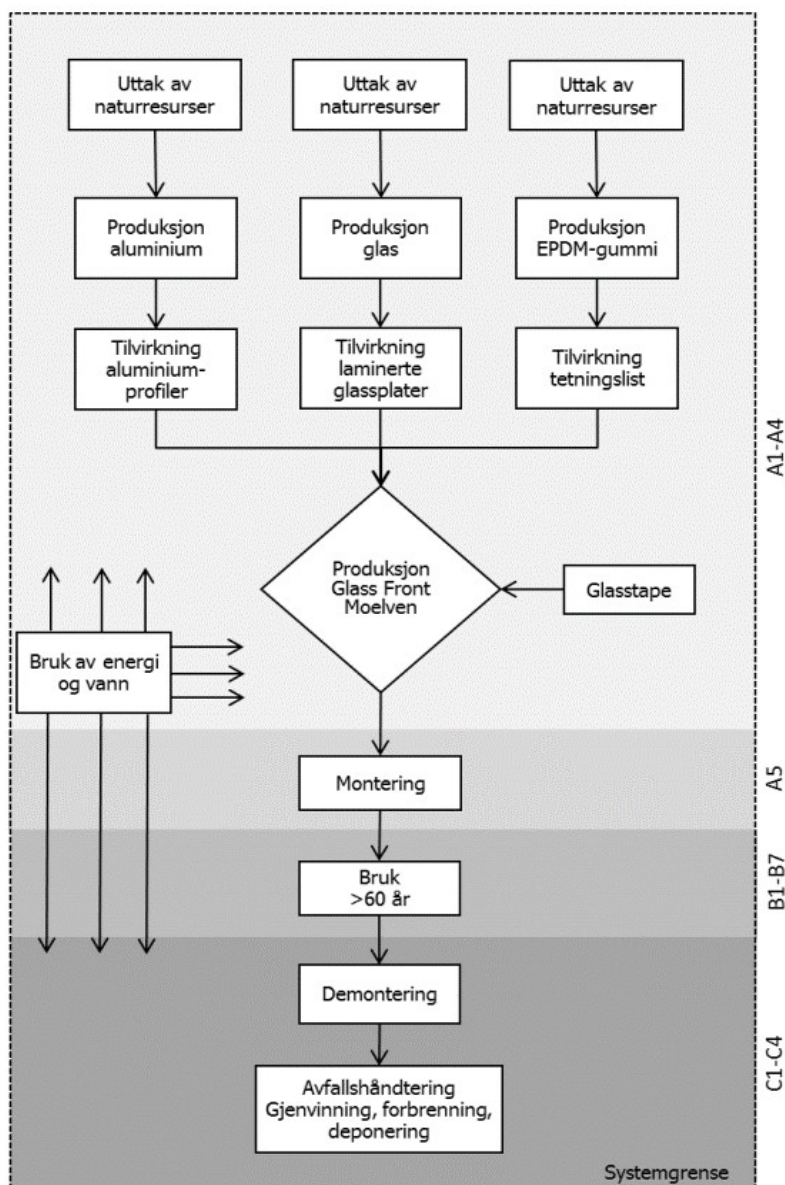 Uttak av
naturresurser
Uttak av
naturresurser
Uttak av
naturresurser
Produksjon
aluminium
Produksjon
glas
Produksjon
EPDM-gummi
Tilvirkning
aluminium-
profiler
Tilvirkning
laminerte
glassplater
Tilvirkning
tetningslist
A1-A4
Produksjon
Glass Front
Moelven
Glasstape
Bruk av energi
og vann
Montering
A5
Bruk
>60 år
B1-B7
Demontering
Avfallshåndtering
Gjenvinning, forbrenning,
deponering
C1-C4
Systemgrense